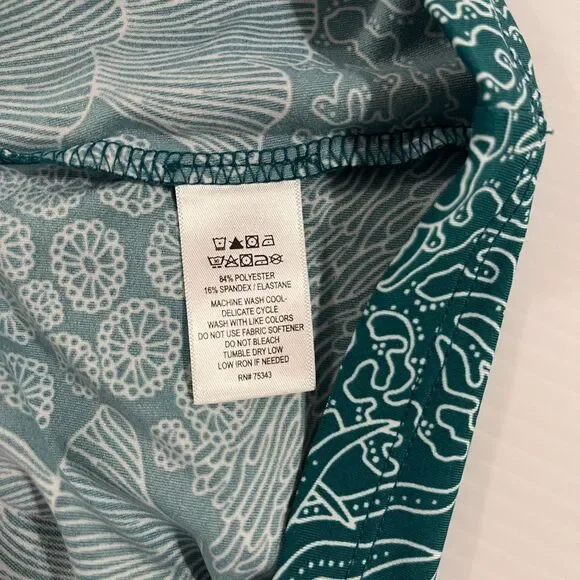 84% POLYESTER
16% SPANDEX / ELASTANE
MACHINE WASH COOL-
DELICATE CYCLE
WASH WITH LIKE COLORS
DO NOT USE FABRIC SOFTENER
DO NOT BLEACH
TUMBLE DRY LOW
LOW IRON IF NEEDED
RN# 75343